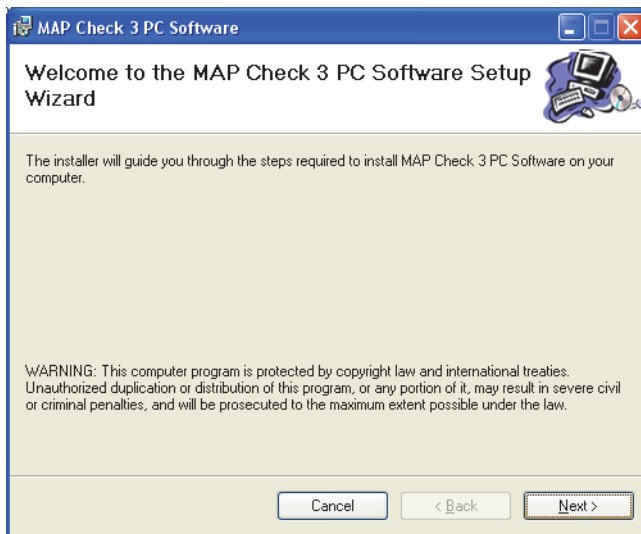 MAP Check 3 PC Software
Welcome to the MAP Check 3 PC Software Setup
Wizard
The installer will guide you through the steps required to install MAP Check 3 PC Software on your
computer.
WARNING: This computer program is protected by copyright law and international treaties.
Unauthorized duplication or distribution of this program, or any portion of it, may result in severe civil
or criminal penalties, and will be prosecuted to the maximum extent possible under the law.
Cancel
< Back
Next >